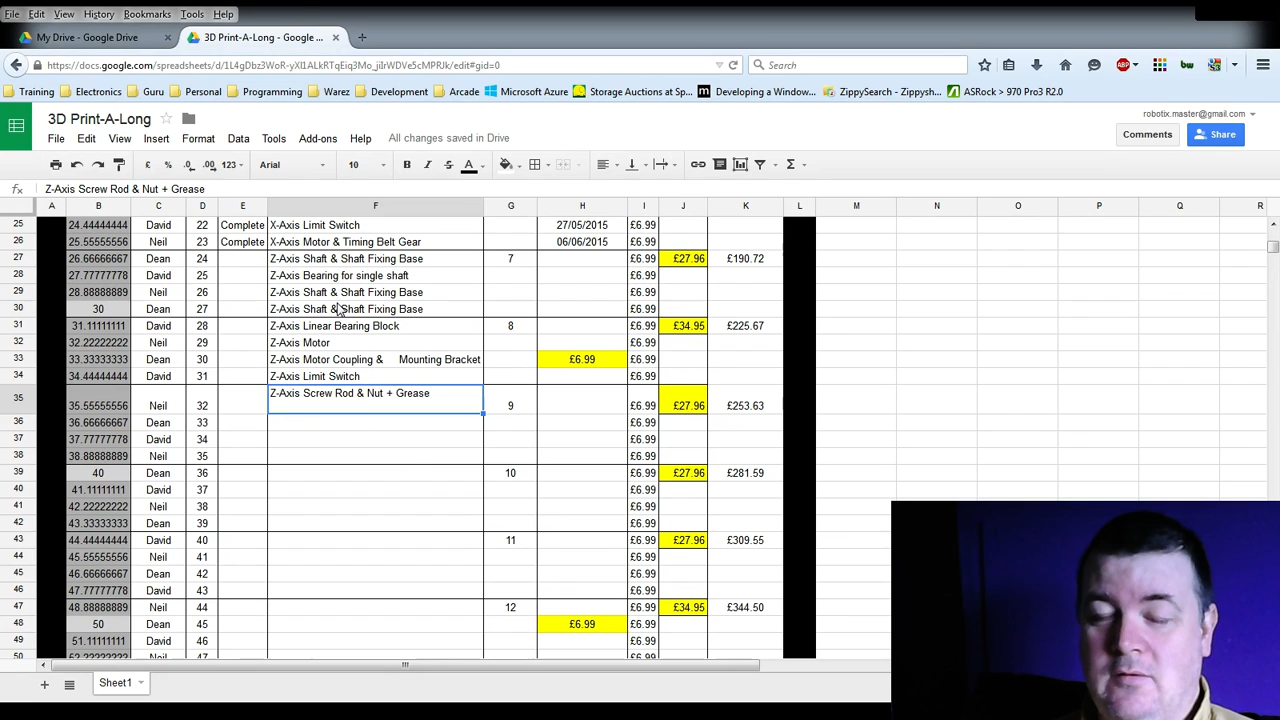 File Edit View History Bookmarks Tools Help
My Drive - Google Drive × 3D Print-A-Long - Google ... × +
https://docs.google.com/spreadsheets/d/1L4gDbz3WoR-yXl1ALkRTqEiq3Mo_jiIrWDVe5cMPRJk/edit#gid=0 Search
Training Electronics Guru Personal Programming Warez Development Arcade Microsoft Azure Storage Auctions at Sp... Developing a Window... ZippySearch - Zippysh... ASRock > 970 Pro3 R2.0
3D Print-A-Long
robotix.master@gmail.com
File Edit View Insert Format Data Tools Add-ons Help All changes saved in Drive
Comments Share
£ % .0 .00 123 Arial 10 B I S A
fx Z-Axis Screw Rod & Nut + Grease
A B C D E F G H I J K L M N O P Q R
25 24.44444444 David 22 Complete X-Axis Limit Switch 27/05/2015 £6.99
26 25.55555556 Neil 23 Complete X-Axis Motor & Timing Belt Gear 06/06/2015 £6.99
27 26.66666667 Dean 24 Z-Axis Shaft & Shaft Fixing Base 7 £6.99 £27.96 £190.72
28 27.77777778 David 25 Z-Axis Bearing for single shaft £6.99
29 28.88888889 Neil 26 Z-Axis Shaft & Shaft Fixing Base £6.99
30 30 Dean 27 Z-Axis Shaft & Shaft Fixing Base £6.99
31 31.11111111 David 28 Z-Axis Linear Bearing Block 8 £6.99 £34.95 £225.67
32 32.22222222 Neil 29 Z-Axis Motor £6.99
33 33.33333333 Dean 30 Z-Axis Motor Coupling & Mounting Bracket £6.99 £6.99
34 34.44444444 David 31 Z-Axis Limit Switch £6.99
35 35.55555556 Neil 32 Z-Axis Screw Rod & Nut + Grease 9 £6.99 £27.96 £253.63
36 36.66666667 Dean 33 £6.99
37 37.77777778 David 34 £6.99
38 38.88888889 Neil 35 £6.99
39 40 Dean 36 10 £6.99 £27.96 £281.59
40 41.11111111 David 37 £6.99
41 42.22222222 Neil 38 £6.99
42 43.33333333 Dean 39 £6.99
43 44.44444444 David 40 11 £6.99 £27.96 £309.55
44 45.55555556 Neil 41 £6.99
45 46.66666667 Dean 42 £6.99
46 47.77777778 David 43 £6.99
47 48.88888889 Neil 44 12 £6.99 £34.95 £344.50
48 50 Dean 45 £6.99 £6.99
49 51.11111111 David 46 £6.99
50 52.22222222 Neil 47 £6.99
Sheet1